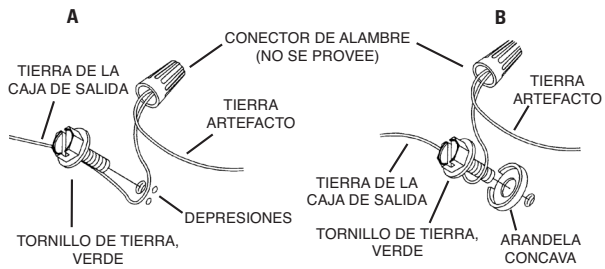 A
B
CONECTOR DE ALAMBRE
(NO SE PROVEE)
TIERRA DE LA
CAJA DE SALIDA
TIERRA
ARTEFACTO
DEPRESIONES
TORNILLO DE TIERRA,
VERDE
TIERRA
ARTEFACTO
TIERRA DE LA
CAJA DE SALIDA
TORNILLO DE TIERRA,
VERDE
ARANDELA
CONCAVA